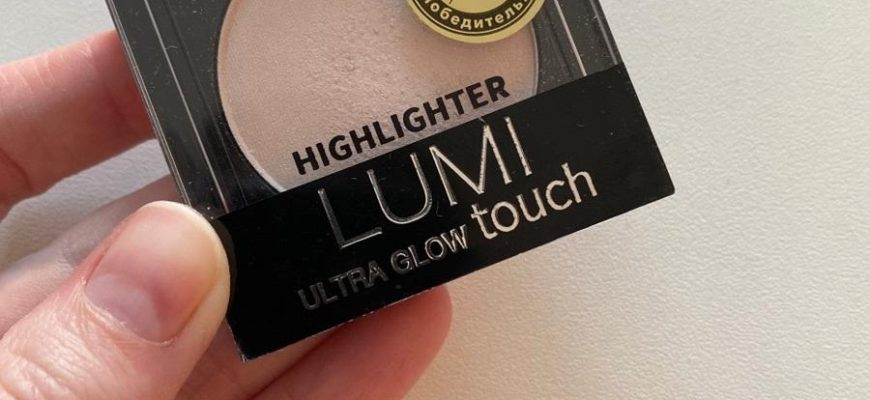 Победитель
HIGHLIGHTER
LUMI
touch
ULTRA GLOW